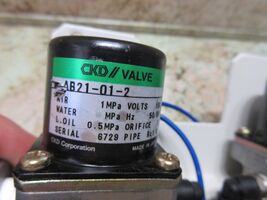 CKD// VALVE
AB21-01-2
AIR 1MPa VOLTS
WATER MPa Hz 50/
L.OIL 0.5MPa ORIFICE
SERIAL 6729 PIPE
CKD Corporation MADE IN